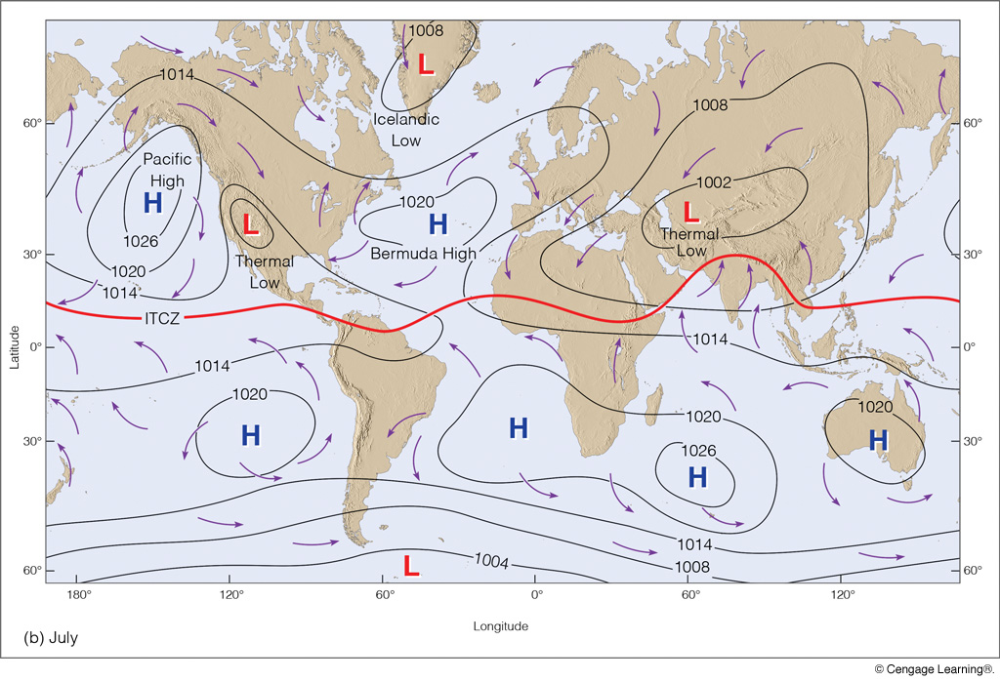 1008
L
1014
Icelandic
Low
1008
60°
60°
Pacific
High
H
1026
1020
1014
L
Thermal
Low
1020
H
Bermuda High
1002
L
Thermal
Low
30°
30°
ITCZ
Latitude
0°
0°
1014
1014
1020
H
H
1020
1026
H
1020
H
30°
30°
1014
1008
1004
L
60°
60°
180°
120°
60°
0°
60°
120°
Longitude
(b) July
© Cengage Learning®.